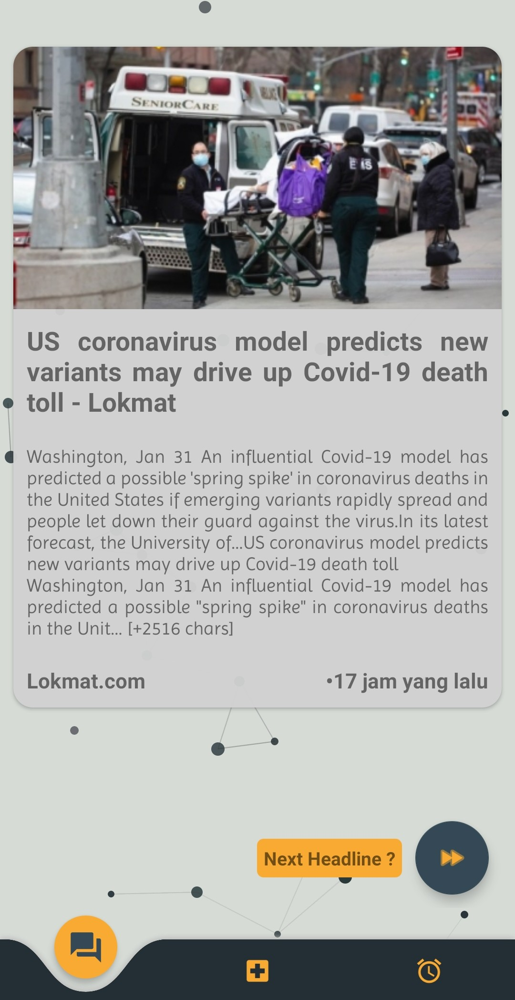 SENIORCARE
EMS
US coronavirus model predicts new
variants may drive up Covid-19 death
toll - Lokmat
Washington, Jan 31 An influential Covid-19 model has
predicted a possible 'spring spike' in coronavirus deaths in
the United States if emerging variants rapidly spread and
people let down their guard against the virus.In its latest
forecast, the University of...US coronavirus model predicts
new variants may drive up Covid-19 death toll
Washington, Jan 31 An influential Covid-19 model has
predicted a possible "spring spike" in coronavirus deaths
in the Unit... [+2516 chars]
Lokmat.com
•17 jam yang lalu
Next Headline ?